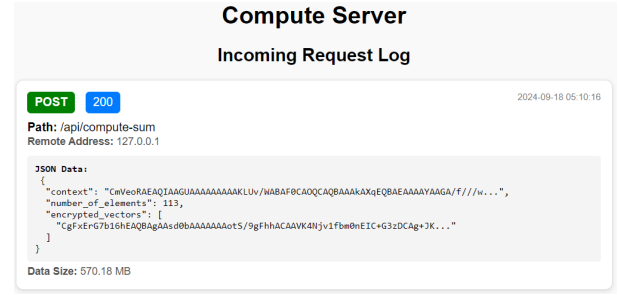 Compute Server
Incoming Request Log
POST 200 2024-09-18 05:10:16
Path: /api/compute-sum
Remote Address: 127.0.0.1
JSON Data:
{
"context": "CmVeoRAEAQIAAGUAAAAAAAAAKLUv/WABAF0CAOQCAQBAAAkAXqEQBAEAAAAYAAGA/f///w...",
"number_of_elements": 113,
"encrypted_vectors": [
"CgFxErG7b16hEAQBAgAAsd0bAAAAAAAotS/9gFhhACAAVK4Njv1fbm0nEIC+G3zDCAg+JK..."
]
}
Data Size: 570.18 MB